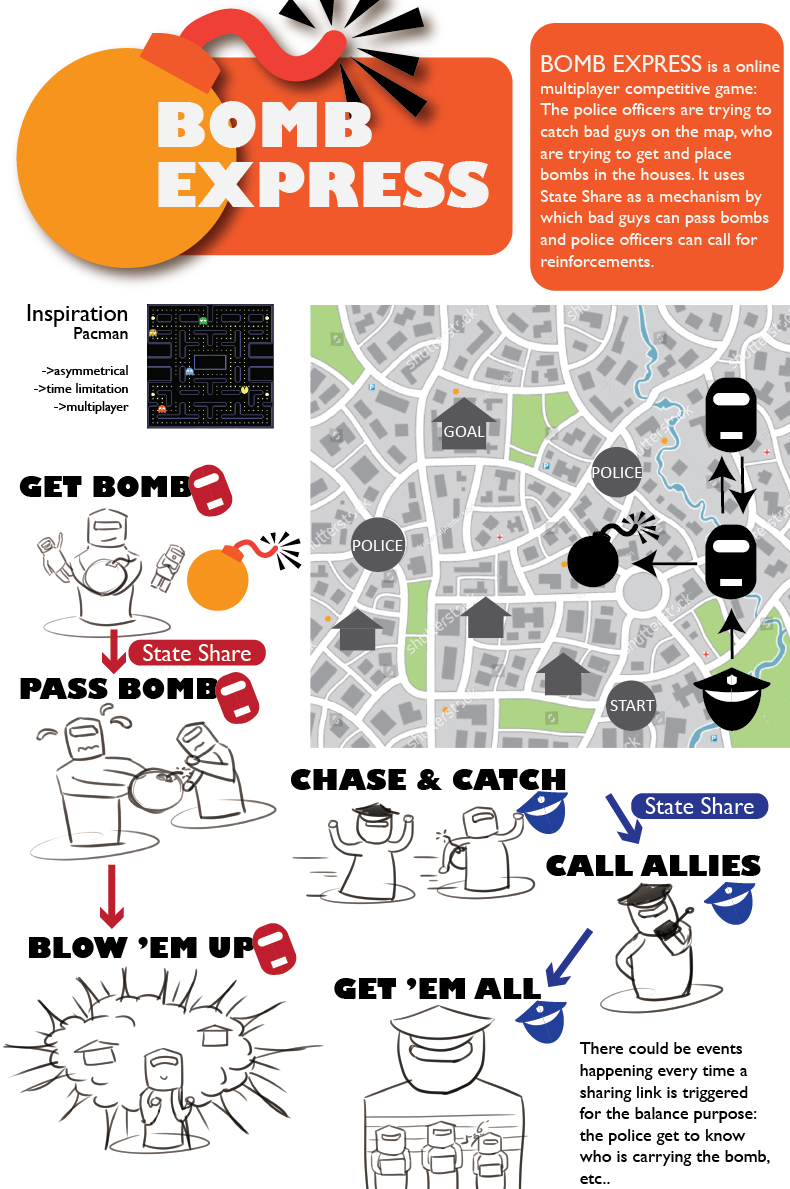 BOMB
EXPRESS
BOMB EXPRESS is a online
multiplayer competitive game:
The police officers are trying to
catch bad guys on the map, who
are trying to get and place
bombs in the houses. It uses
State Share as a mechanism by
which bad guys can pass bombs
and police officers can call for
reinforcements.
Inspiration
Pacman
->asymmetrical
->time limitation
->multiplayer
GOAL
POLICE
POLICE
START
shutterstock
GET BOMB
State Share
PASS BOMB
BLOW ’EM UP
CHASE & CATCH
State Share
CALL ALLIES
GET ’EM ALL
There could be events
happening every time a
sharing link is triggered
for the balance purpose:
the police get to know
who is carrying the bomb,
etc..